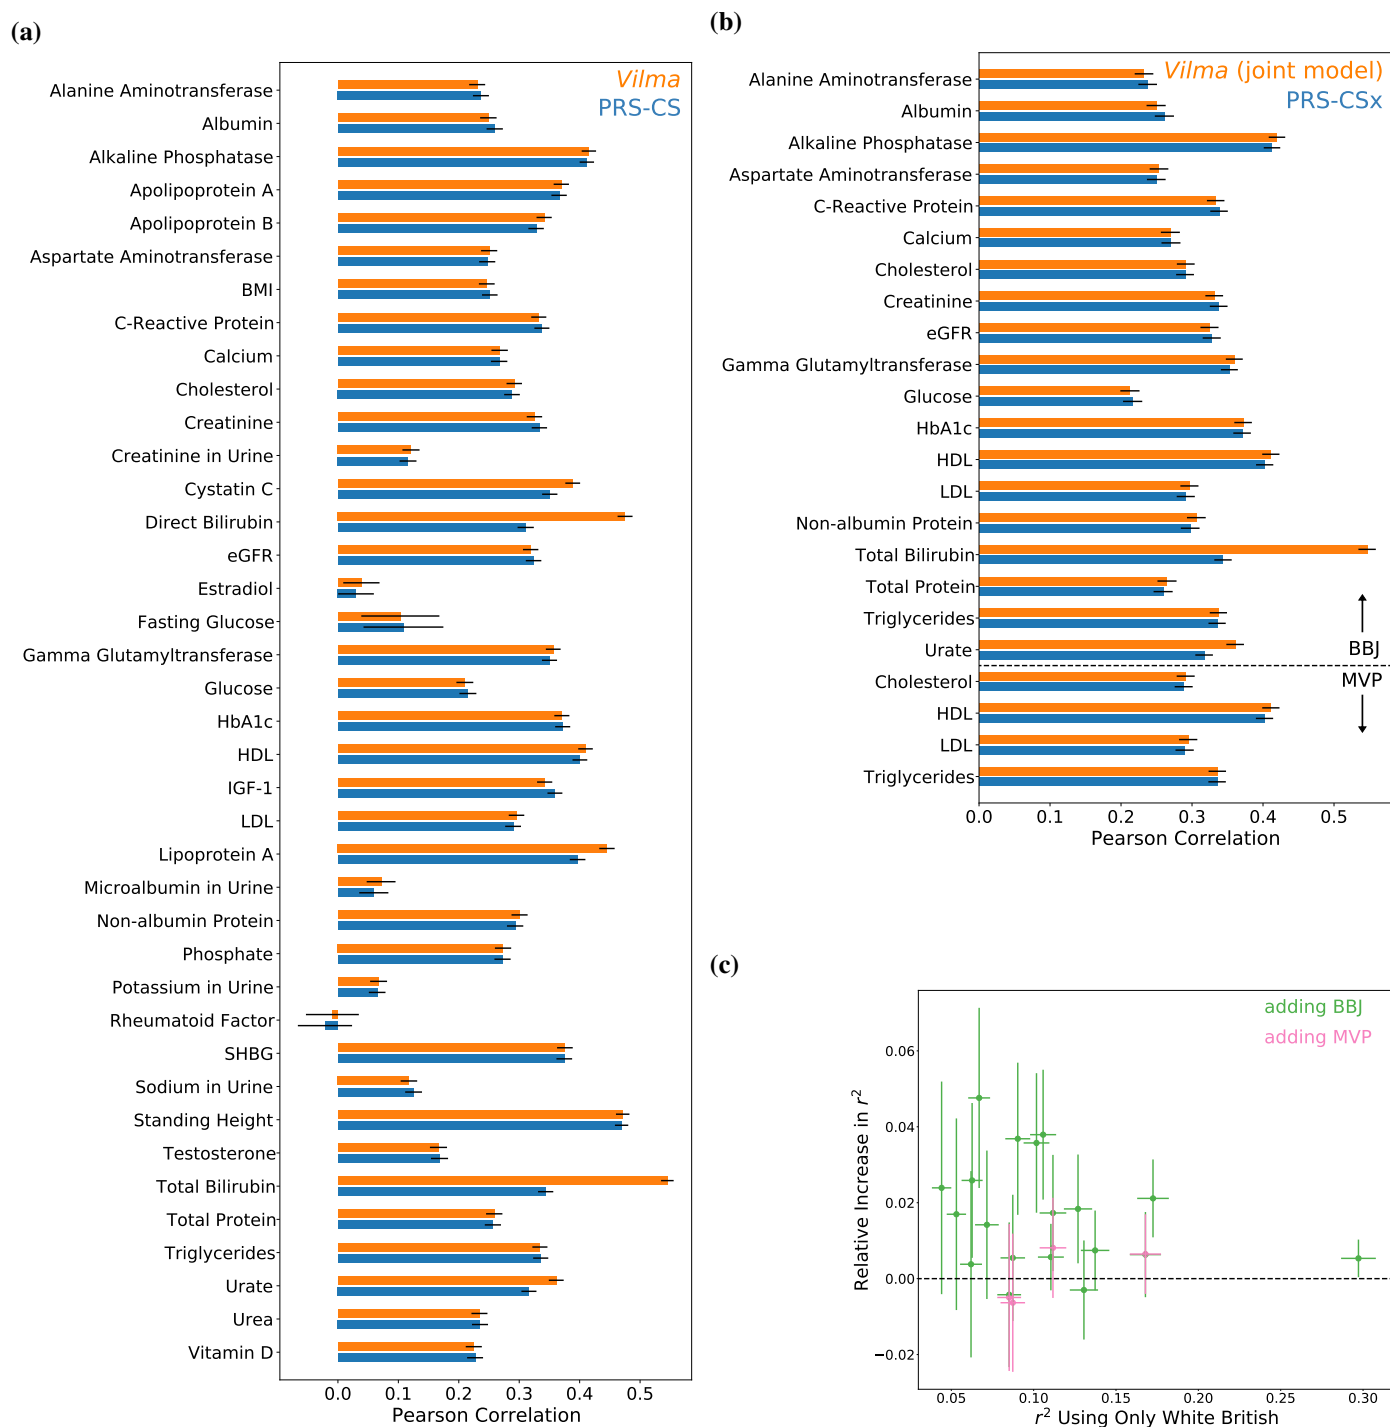 (a)
Vilma
PRS-CS
Alanine Aminotransferase
Albumin
Alkaline Phosphatase
Apolipoprotein A
Apolipoprotein B
Aspartate Aminotransferase
BMI
C-Reactive Protein
Calcium
Cholesterol
Creatinine
Creatinine in Urine
Cystatin C
Direct Bilirubin
eGFR
Estradiol
Fasting Glucose
Gamma Glutamyltransferase
Glucose
HbA1c
HDL
IGF-1
LDL
Lipoprotein A
Microalbumin in Urine
Non-albumin Protein
Phosphate
Potassium in Urine
Rheumatoid Factor
SHBG
Sodium in Urine
Standing Height
Testosterone
Total Bilirubin
Total Protein
Triglycerides
Urate
Urea
Vitamin D
0.0 0.1 0.2 0.3 0.4 0.5
Pearson Correlation
(b)
Vilma (joint model)
PRS-CSx
Alanine Aminotransferase
Albumin
Alkaline Phosphatase
Aspartate Aminotransferase
C-Reactive Protein
Calcium
Cholesterol
Creatinine
eGFR
Gamma Glutamyltransferase
Glucose
HbA1c
HDL
LDL
Non-albumin Protein
Total Bilirubin
Total Protein
Triglycerides
Urate
BBJ
MVP
Cholesterol
HDL
LDL
Triglycerides
0.0 0.1 0.2 0.3 0.4 0.5
Pearson Correlation
(c)
adding BBJ
adding MVP
Relative Increase in r²
0.06
0.04
0.02
0.00
−0.02
0.05 0.10 0.15 0.20 0.25 0.30
r² Using Only White British